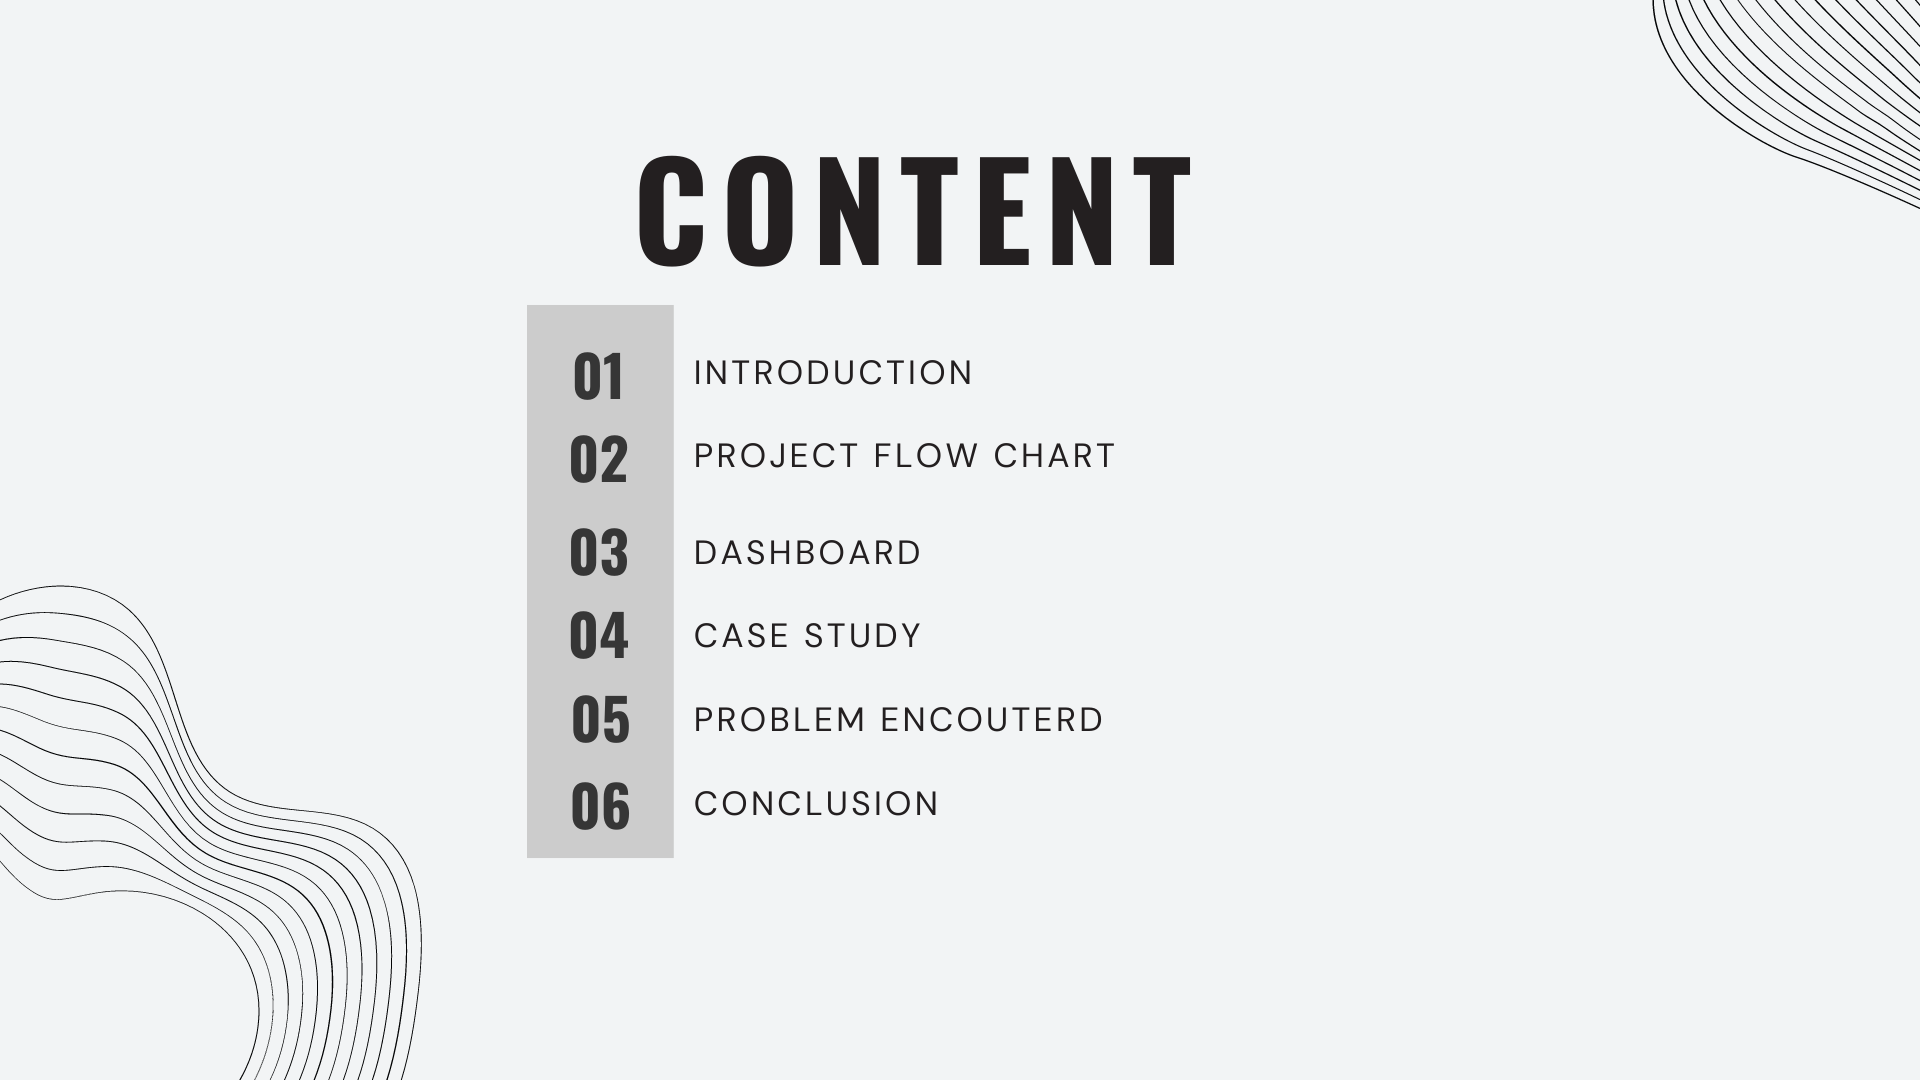 CONTENT
01 INTRODUCTION
02 PROJECT FLOW CHART
03 DASHBOARD
04 CASE STUDY
05 PROBLEM ENCOUTERD
06 CONCLUSION